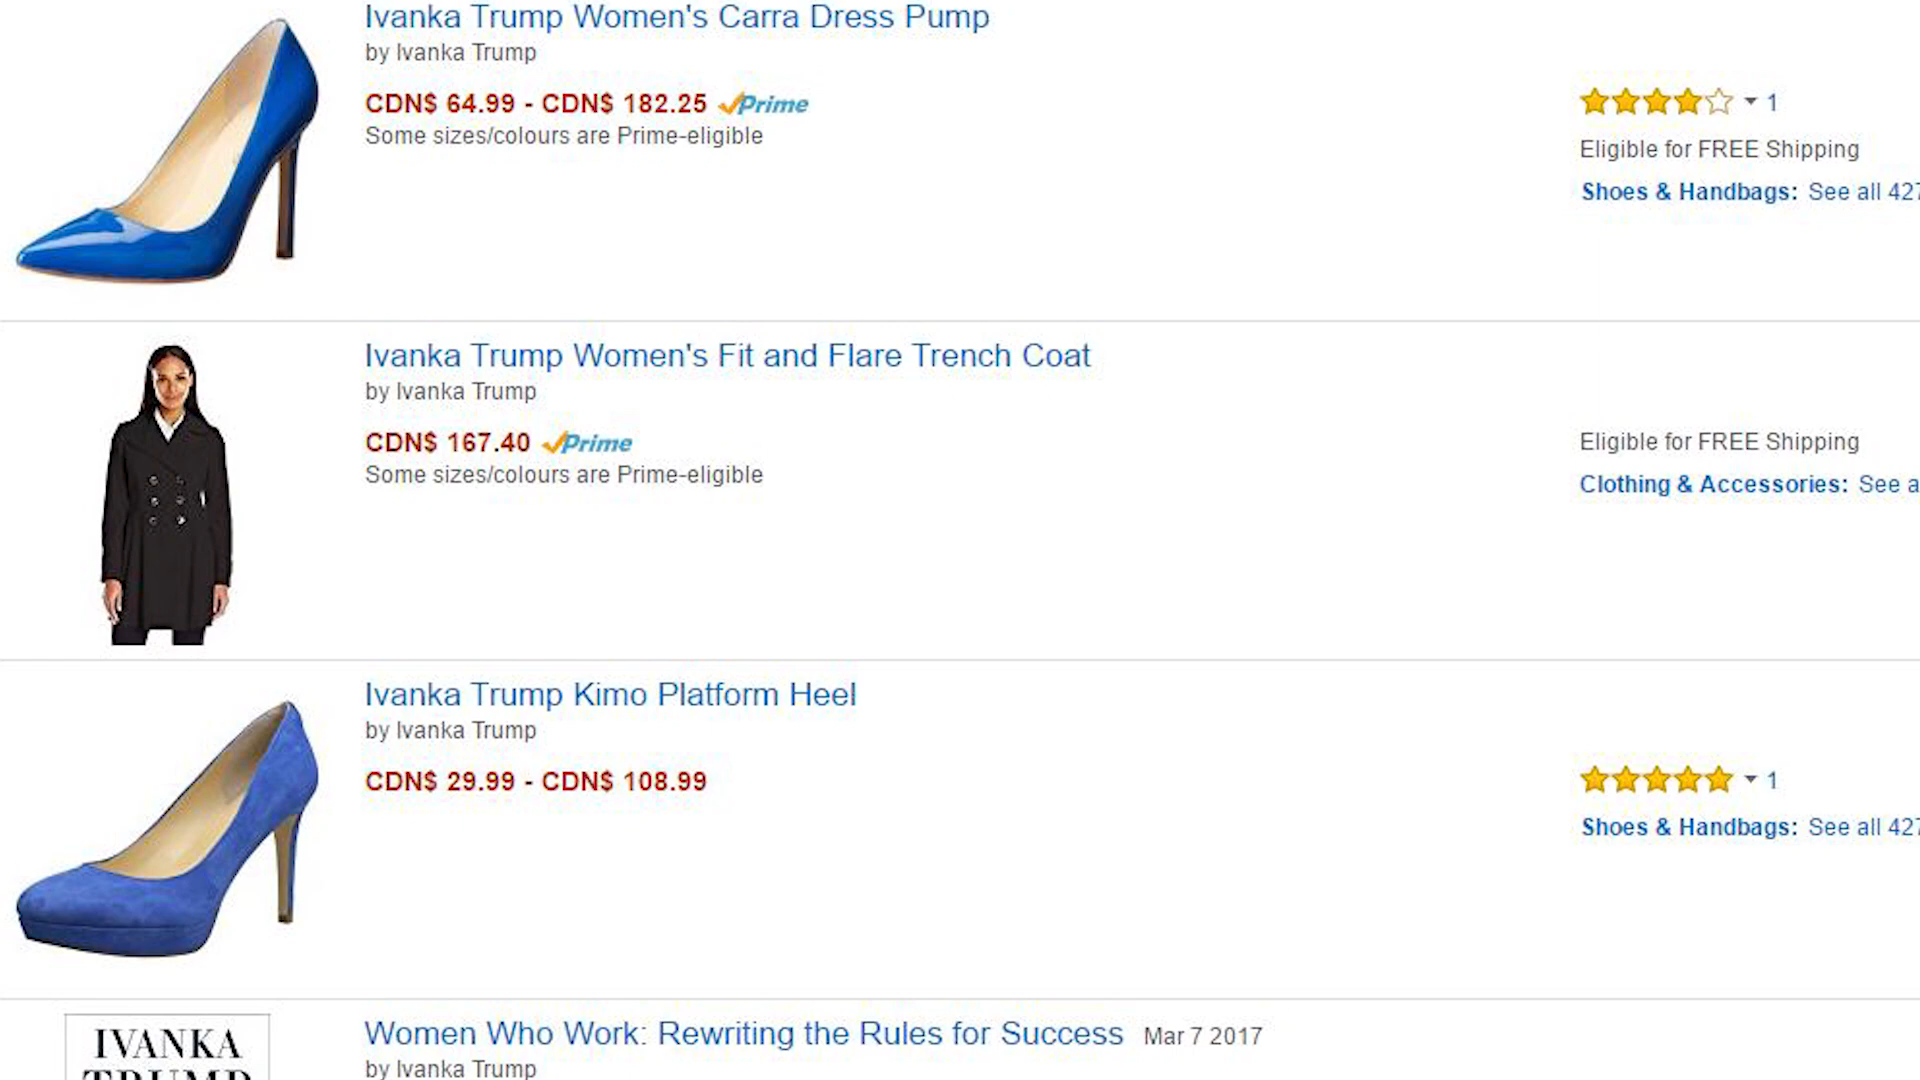 Ivanka Trump Women's Carra Dress Pump
by Ivanka Trump
CDN$ 64.99 - CDN$ 182.25 Prime
Some sizes/colours are Prime-eligible
1
Eligible for FREE Shipping
Shoes & Handbags: See all 427
Ivanka Trump Women's Fit and Flare Trench Coat
by Ivanka Trump
CDN$ 167.40 Prime
Some sizes/colours are Prime-eligible
Eligible for FREE Shipping
Clothing & Accessories: See a
Ivanka Trump Kimo Platform Heel
by Ivanka Trump
CDN$ 29.99 - CDN$ 108.99
1
Shoes & Handbags: See all 427
IVANKA
TRUMP
Women Who Work: Rewriting the Rules for Success Mar 7 2017
by Ivanka Trump